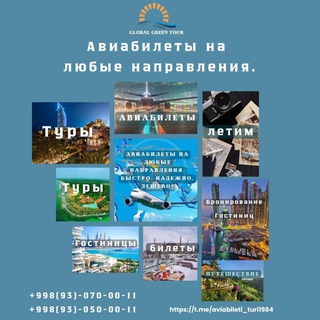 GLOBAL GREEN TOUR
Авиабилеты на
любые направления.
АВИАБИЛЕТЫ
Туры
летим
АВИАБИЛЕТЫ НА
ЛЮБЫЕ
НАПРАВЛЕНИЯ.
БЫСТРО. НАДЕЖНО.
ДЕШЕВО!
Туры
Бронирование
Гостиниц
Гостиницы
билеты
ПУТЕШЕСТВИЕ
+998(93)-070-00-11
+998(93)-050-00-11
https://t.me/aviabileti_turi1984